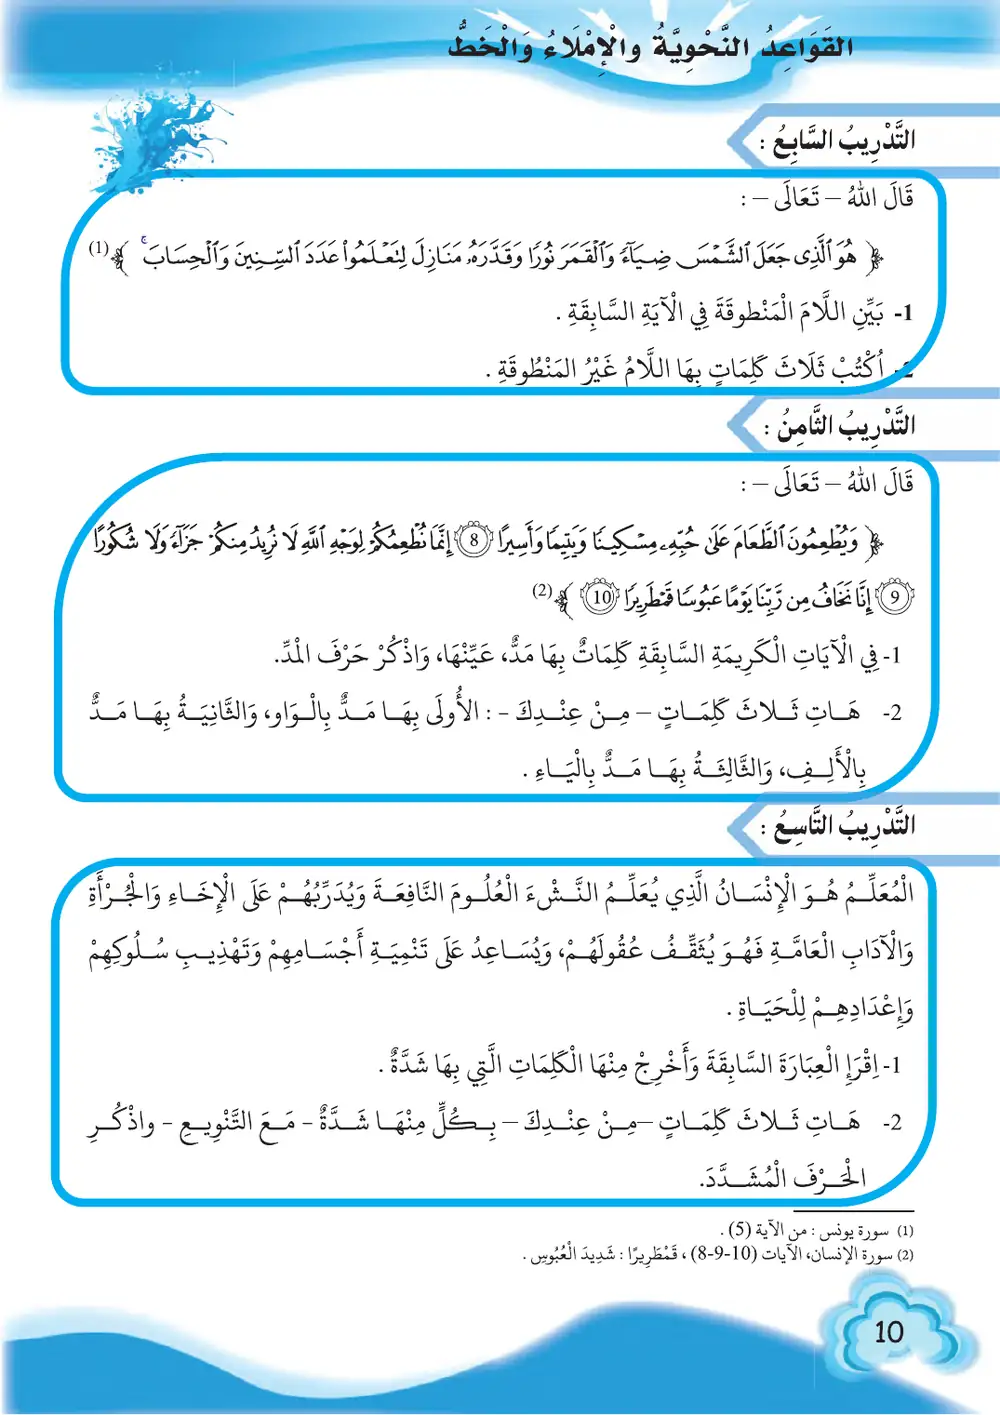 القَوَاعِدُ النَّحْوِيَّةُ والْإِمْلَاءُ وَالْخَطُّ
التَّدْرِيبُ السَّابِعُ :
قَالَ اللهُ – تَعَالَى – :
﴿ هُوَ ٱلَّذِى جَعَلَ ٱلشَّمْسَ ضِيَآءً وَٱلْقَمَرَ نُورًا وَقَدَّرَهُۥ مَنَازِلَ لِتَعْلَمُوا۟ عَدَدَ ٱلسِّنِينَ وَٱلْحِسَابَ ۚ ﴾(1)
1- بَيِّنِ اللَّامَ الْمَنْطوقَةَ فِي الْآيَةِ السَّابِقَةِ .
2- اُكْتُبْ ثَلَاثَ كَلِمَاتٍ بِهَا اللَّامُ غَيْرُ المَنْطُوقَةِ .
التَّدْرِيبُ الثَّامِنُ :
قَالَ اللهُ – تَعَالَى – :
﴿ وَيُطْعِمُونَ ٱلطَّعَامَ عَلَىٰ حُبِّهِۦ مِسْكِينًا وَيَتِيمًا وَأَسِيرًا (8) إِنَّمَا نُطْعِمُكُمْ لِوَجْهِ ٱللَّهِ لَا نُرِيدُ مِنكُمْ جَزَآءً وَلَا شُكُورًا
(9) إِنَّا نَخَافُ مِن رَّبِّنَا يَوْمًا عَبُوسًا قَمْطَرِيرًا (10) ﴾(2)
1- فِي الْآيَاتِ الْكَرِيمَةِ السَّابِقَةِ كَلِمَاتٌ بِهَا مَدٌّ، عَيِّنْهَا، وَاذْكُرْ حَرْفَ المْدِّ.
2- هَاتِ ثَلاثَ كَلِمَاتٍ – مِنْ عِنْدِكَ - : الأُولَى بِهَا مَدٌّ بِالْوَاو، وَالثَّانِيَةُ بِهَا مَدٌّ
بِالْأَلِفِ، وَالثَّالِثَةُ بِهَا مَدٌّ بِالْيَاءِ .
التَّدْرِيبُ التَّاسِعُ :
الْمُعَلِّمُ هُوَ الْإِنْسَانُ الَّذِي يُعَلِّمُ النَّشْءَ الْعُلُومَ النَّافِعَةَ وَيُدَرِّبُهُمْ عَلَى الْإِخَاءِ وَالْجُرْأَةِ
وَالْآدَابِ الْعَامَّةِ فَهُوَ يُثَقِّفُ عُقُولَهُمْ، وَيُسَاعِدُ عَلَى تَنْمِيَةِ أَجْسَامِهِمْ وَتَهْذِيبِ سُلُوكِهِمْ
وَإِعْدَادِهِمْ لِلْحَيَاةِ .
1- اِقْرَإِ الْعِبَارَةَ السَّابِقَةَ وَأَخْرِجْ مِنْهَا الْكَلِمَاتِ الَّتِي بِهَا شَدَّةٌ .
2- هَاتِ ثَلاثَ كَلِمَاتٍ –مِنْ عِنْدِكَ – بِكُلٍّ مِنْهَا شَدَّةٌ - مَعَ التَّنْوِيعِ - واذْكُرِ
الْحَرْفَ الْمُشَدَّدَ.
(1) سورة يونس : من الآية (5) .
(2) سورة الإنسان، الآيات (10-9-8) ، قَمْطَرِيرًا : شَدِيدَ الْعُبُوسِ .
10